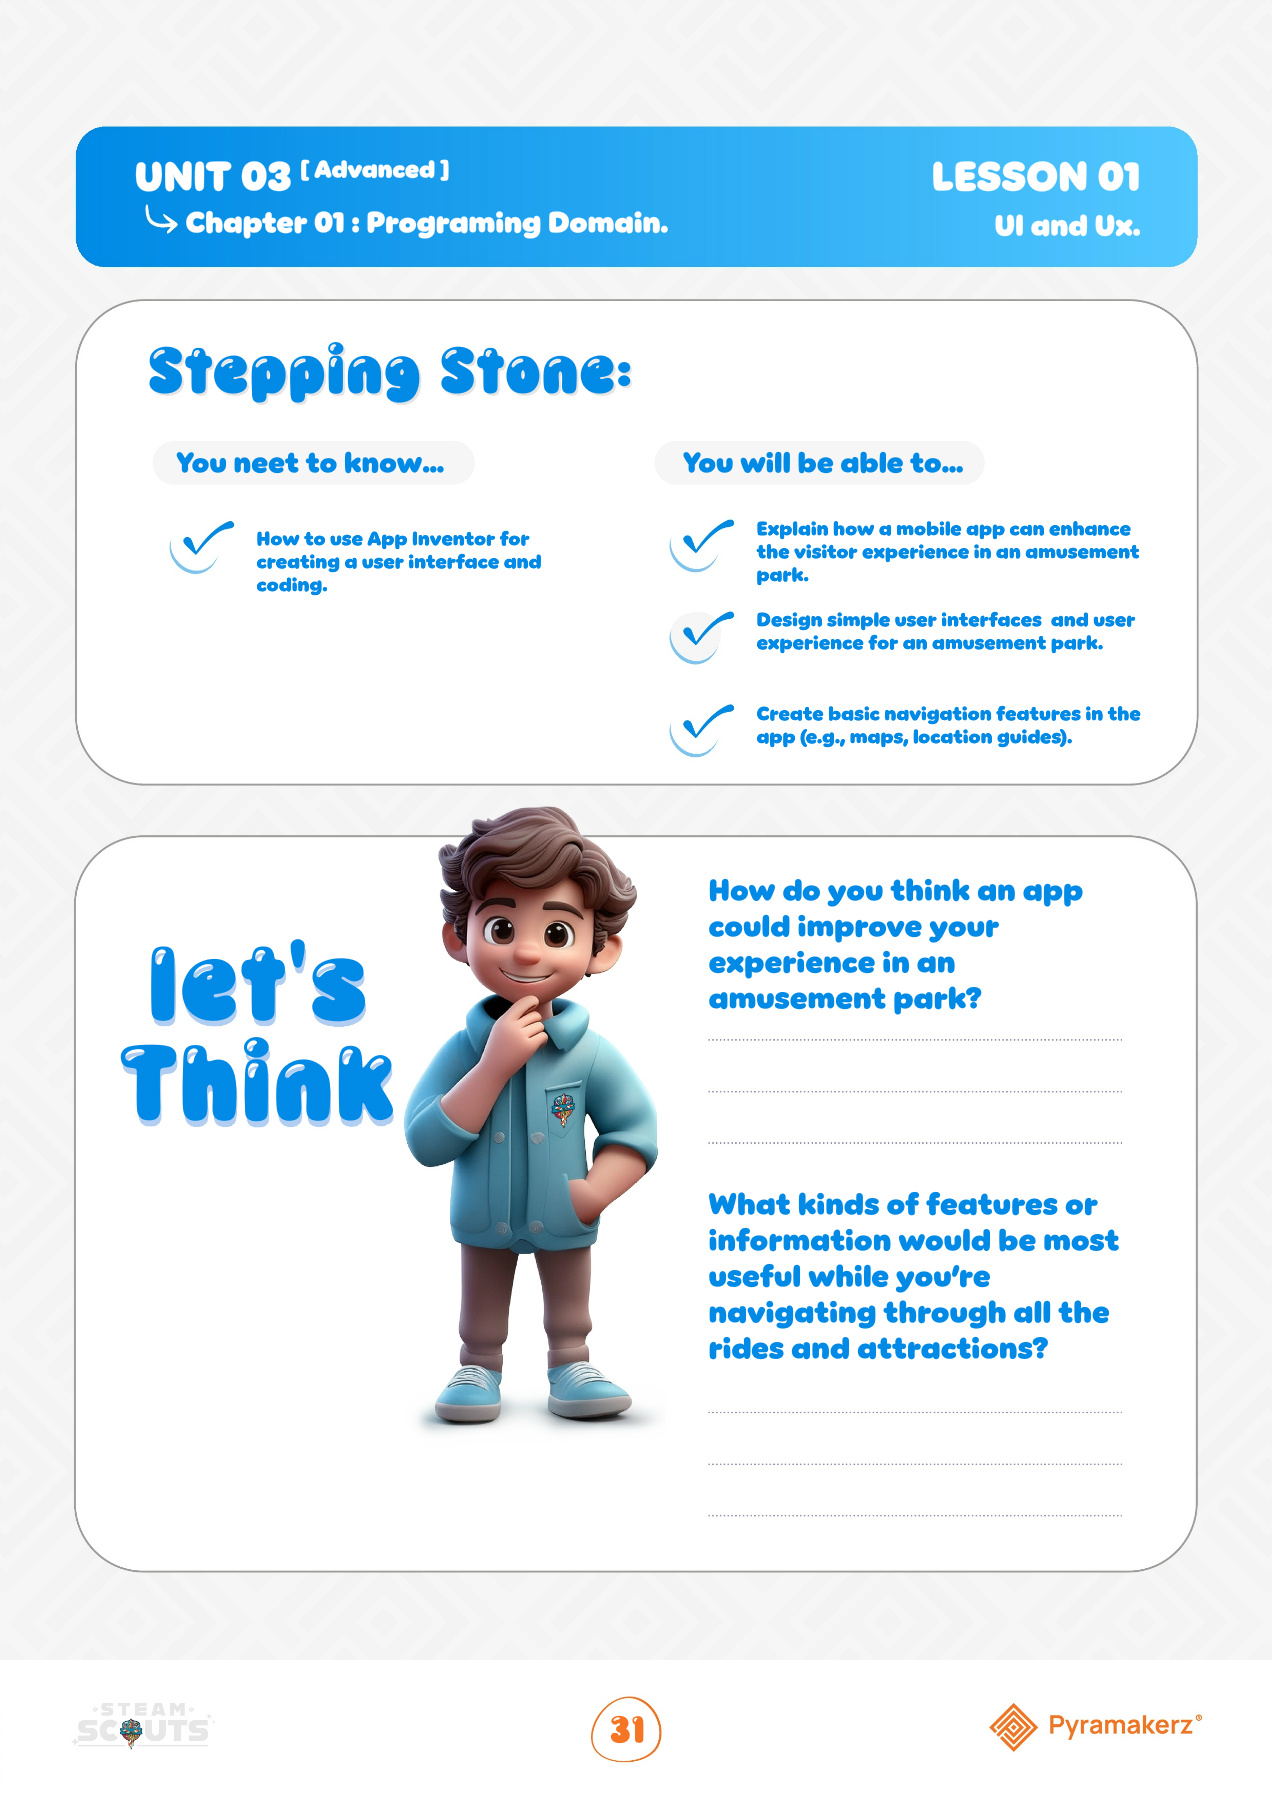 UNIT 03 [ Advanced ]
Chapter 01 : Programing Domain.
LESSON 01
UI and Ux.
Stepping Stone:
You neet to know...
How to use App Inventor for
creating a user interface and
coding.
You will be able to...
Explain how a mobile app can enhance
the visitor experience in an amusement
park.
Design simple user interfaces and user
experience for an amusement park.
Create basic navigation features in the
app (e.g., maps, location guides).
let's
Think
How do you think an app
could improve your
experience in an
amusement park?
What kinds of features or
information would be most
useful while you're
navigating through all the
rides and attractions?
STEAM
SCOUTS
31
Pyramakerz®